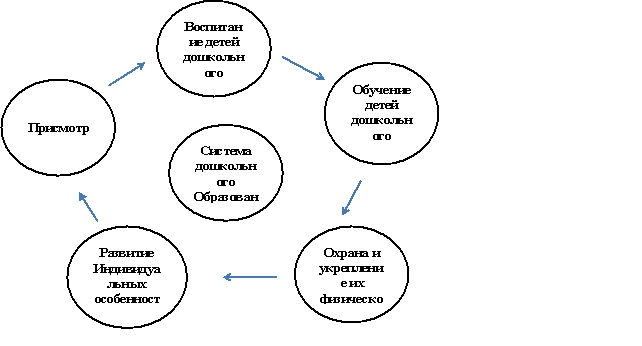 Воспитан
ие детей
дошкольн
ого
Обучение
детей
дошкольн
ого
Присмотр
Система
дошкольн
ого
Образован
Развитие
Индивидуа
льных
особенност
Охрана и
укреплени
е их
физическо